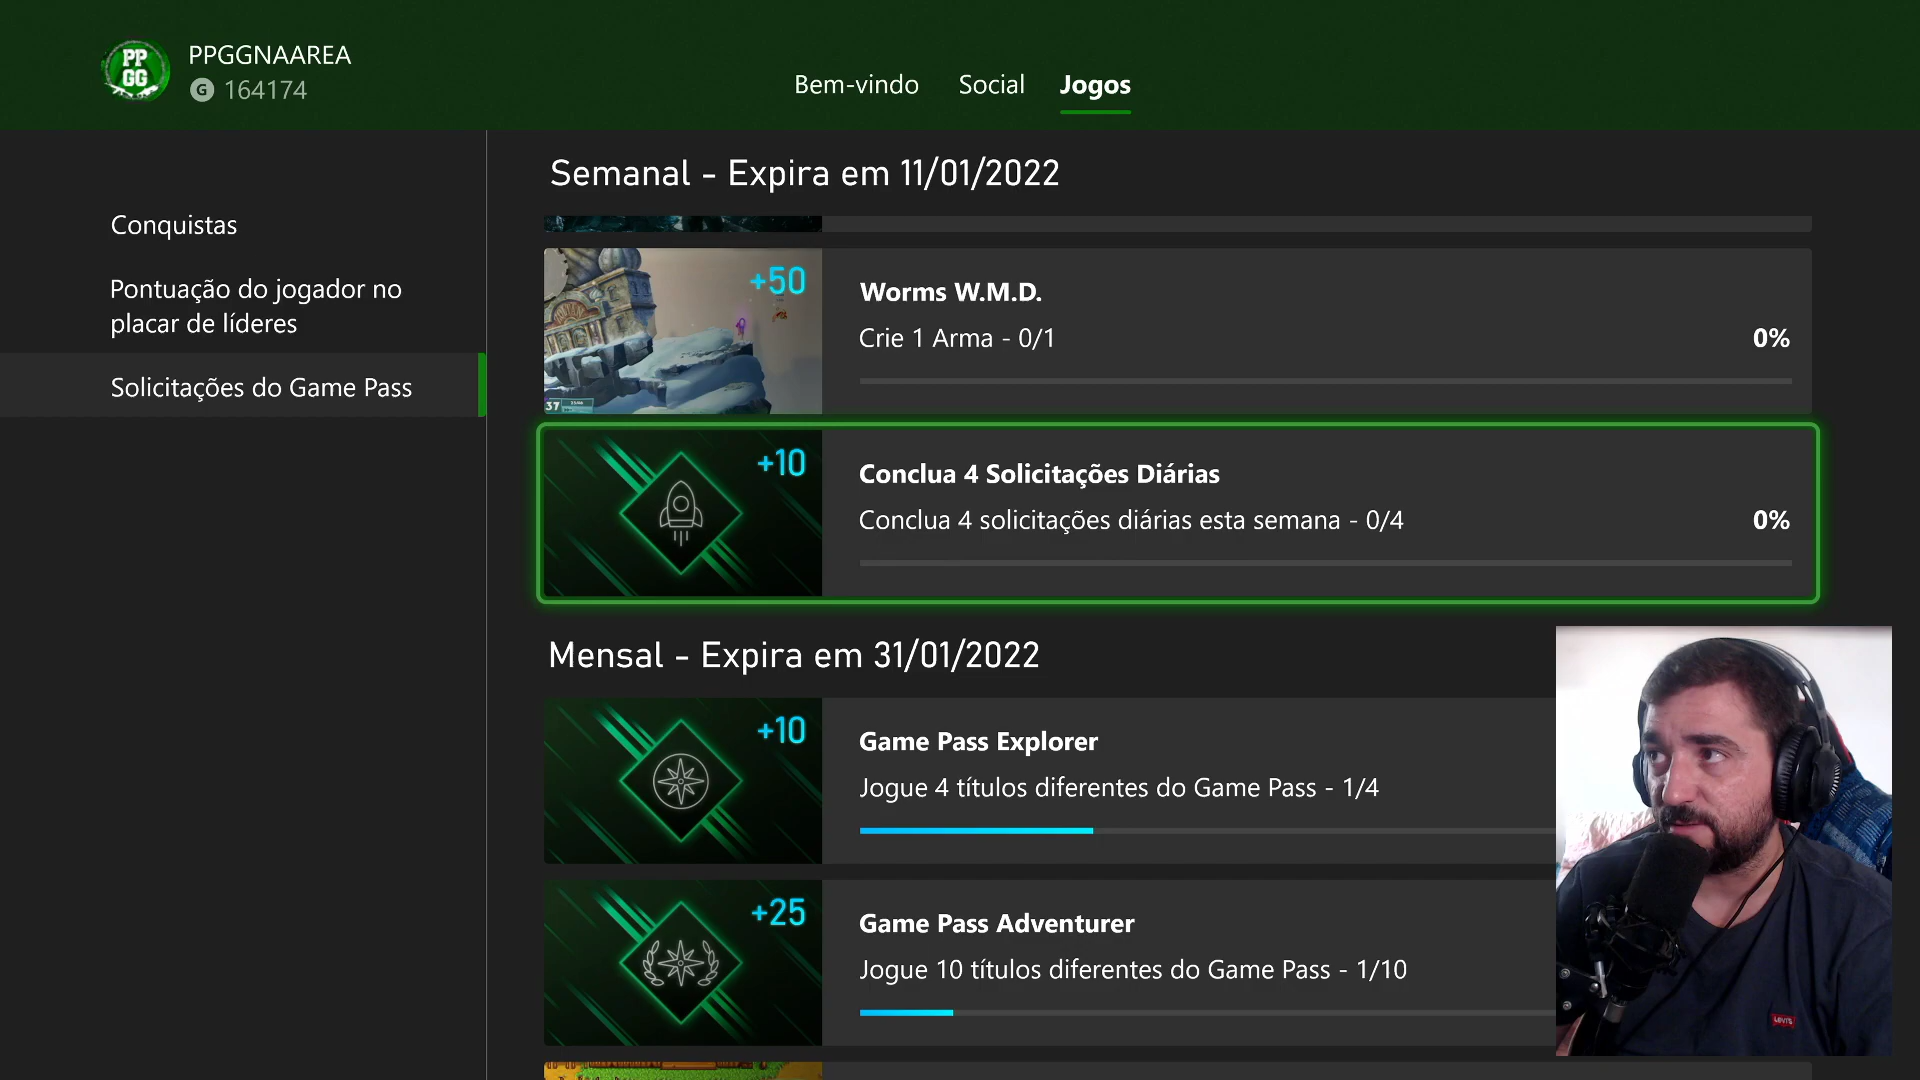 PP
GG
PPGGNAAREA
G 164174
Bem-vindo
Social
Jogos
Conquistas
Pontuação do jogador no
placar de líderes
Solicitações do Game Pass
Semanal - Expira em 11/01/2022
+50
37
Worms W.M.D.
Crie 1 Arma - 0/1
0%
+10
Conclua 4 Solicitações Diárias
Conclua 4 solicitações diárias esta semana - 0/4
0%
Mensal - Expira em 31/01/2022
+10
Game Pass Explorer
Jogue 4 títulos diferentes do Game Pass - 1/4
+25
Game Pass Adventurer
Jogue 10 títulos diferentes do Game Pass - 1/10
Levi's